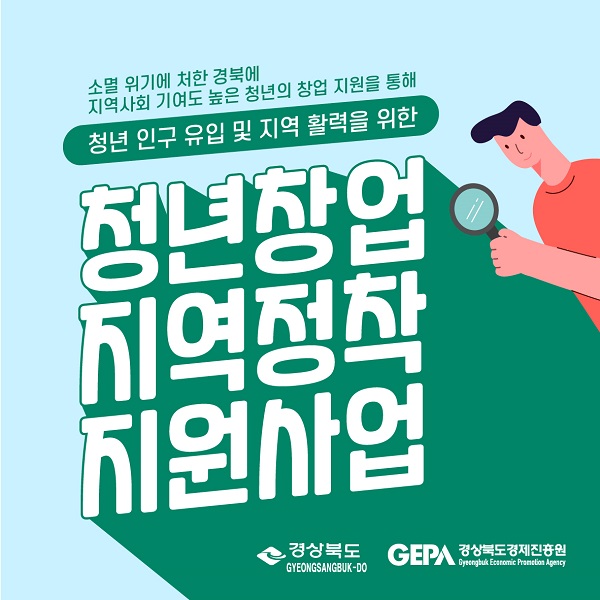 소멸 위기에 처한 경북에
지역사회 기여도 높은 청년의 창업 지원을 통해
청년 인구 유입 및 지역 활력을 위한
청년창업
지역정착
지원사업
경상북도
GYEONGSANGBUK-DO
GEPA 경상북도경제진흥원
Gyeongbuk Economic Promotion Agency